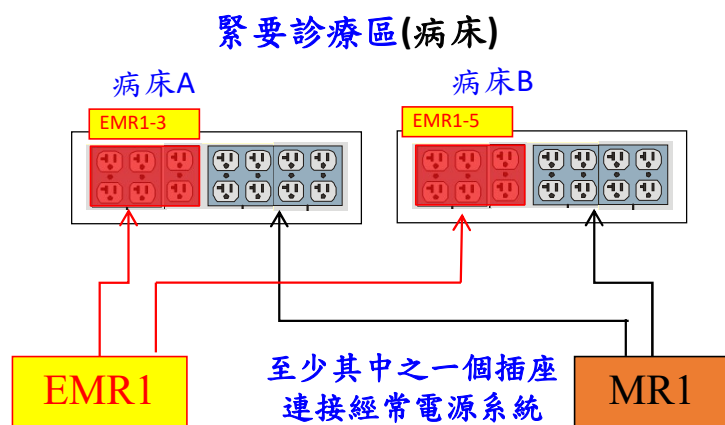 緊要診療區(病床)
病床A
病床B
EMR1-3
EMR1-5
至少其中之一個插座
連接經常電源系統
EMR1
MR1